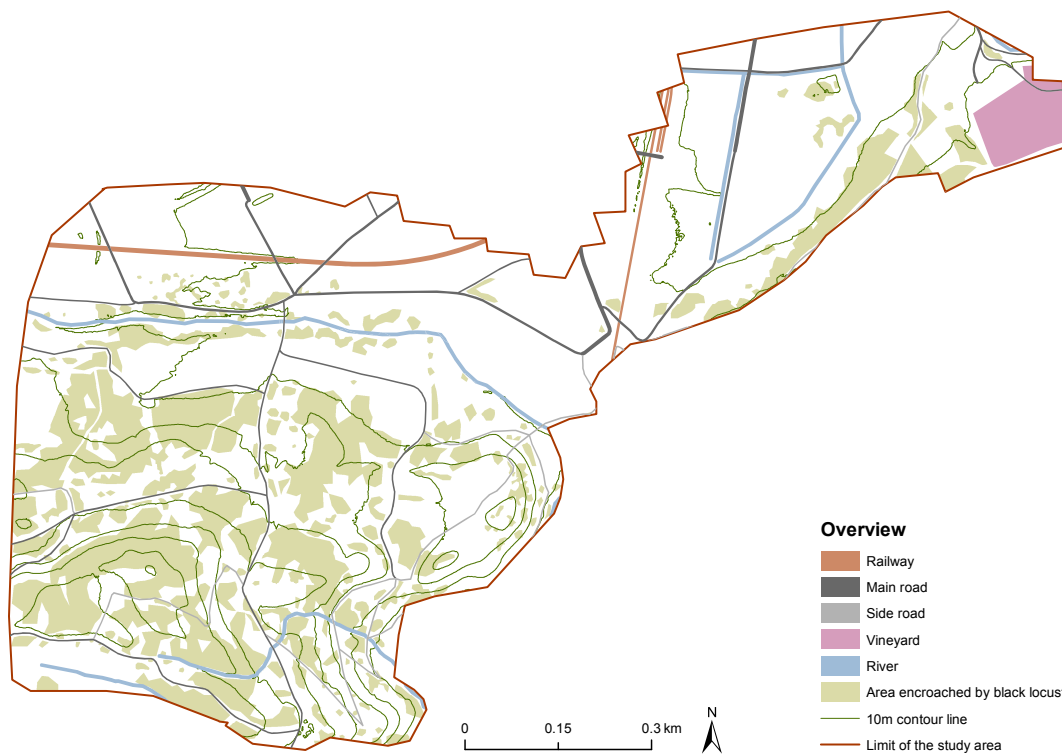 Overview
Railway
Main road
Side road
Vineyard
River
Area encroached by black locust
10m contour line
Limit of the study area
N
0 0.15 0.3 km